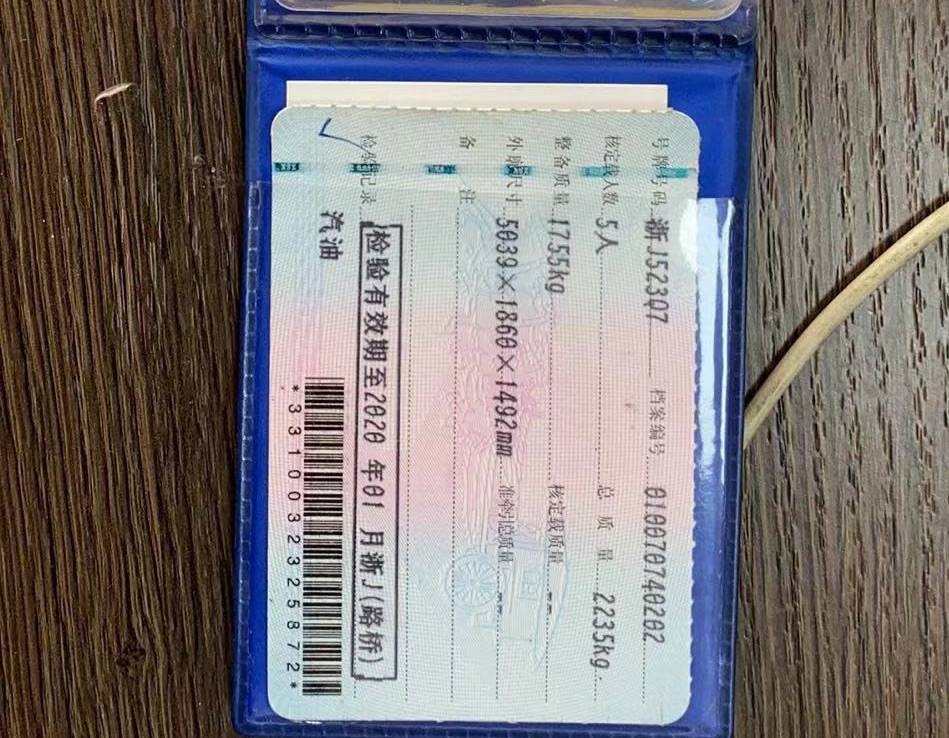 号牌号码 浙J523Q7 档案编号 010070740202
核定载人数 5人 总质量 2235kg
整备质量 1755kg 核定载质量 --
外廓尺寸 5039×1860×1492mm 准牵引总质量 --
备注
检验记录 检验有效期至2020年01月浙J(路桥)
汽油
*3310032325872*